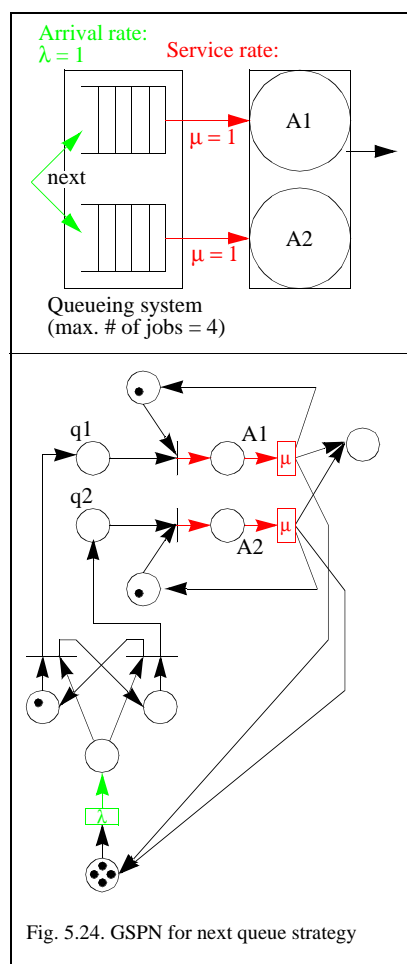 Arrival rate:
λ = 1
Service rate:
A1
μ = 1
next
A2
μ = 1
Queueing system
(max. # of jobs = 4)
q1
A1
μ
q2
μ
A2
λ
Fig. 5.24. GSPN for next queue strategy